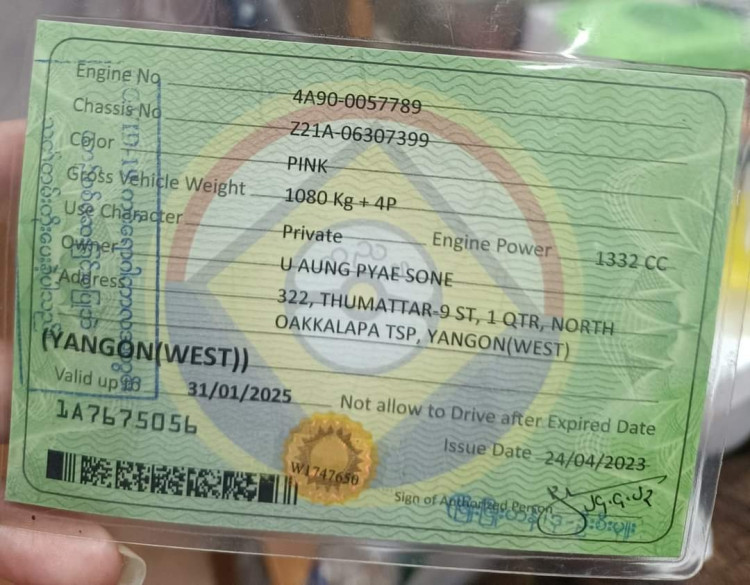 Engine No 4A90-0057789
Chassis No Z21A-06307399
Color PINK
Gross Vehicle Weight 1080 Kg + 4P
Use Character Private Engine Power 1332 CC
Owner U AUNG PYAE SONE
Address 322, THUMATTAR-9 ST, 1 QTR, NORTH
OAKKALAPA TSP, YANGON(WEST)
(YANGON(WEST))
Valid up to 31/01/2025 Not allow to Drive after Expired Date
1A7675056
Issue Date 24/04/2023
W1747650
Sign of Authorized Person